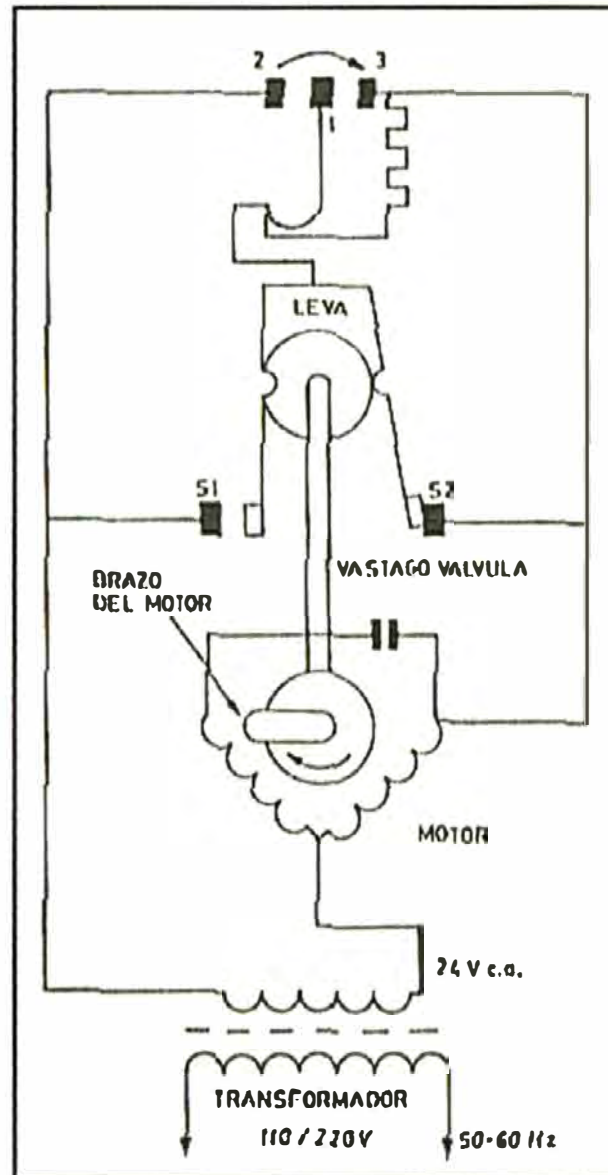 2 3
1
LEVA
S1 S2
VASTAGO VALVULA
BRAZO
DEL MOTOR
MOTOR
24 V c.a.
TRANSFORMADOR
110 / 220V 50-60 Hz